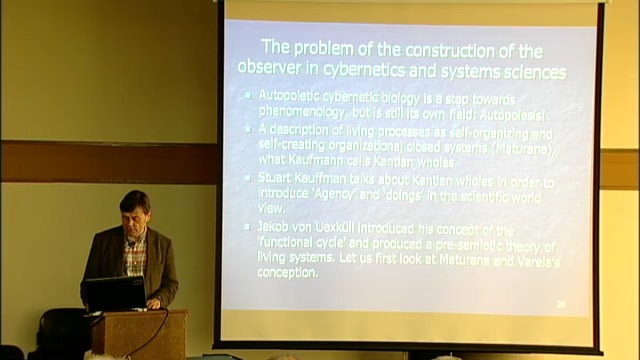 The problem of the construction of the
observer in cybernetics and systems sciences
Autopoietic cybernetic biology is a step towards
phenomenology, but is still its own field: Autopoiesis!
A description of living processes as self-organizing and
self-creating organizational closed systems (Maturana),
what Kaufmann calls Kantian wholes
Stuart Kauffman talks about Kantian wholes in order to
introduce ‘Agency’ and ‘doings’ in the scientific world
view.
Jakob von Uexküll introduced his concept of the
‘functional cycle’ and produced a pre-semiotic theory of
living systems. Let us first look at Maturana and Varela’s
conception.